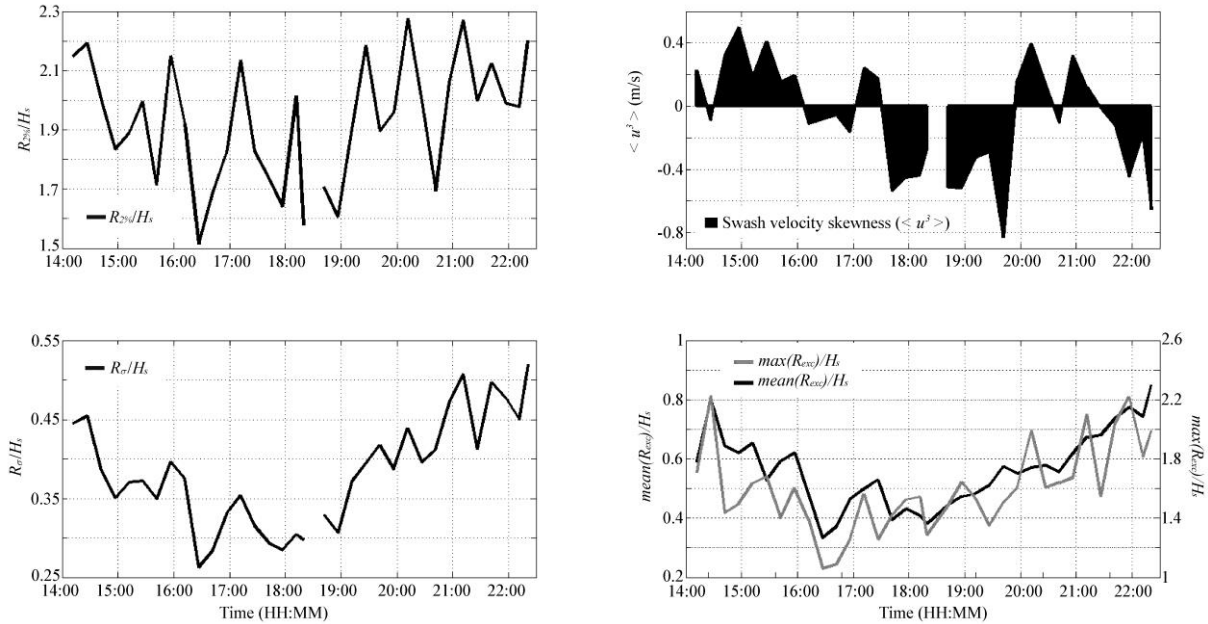 2.3
2.1
1.9
1.7
1.5
R2%/Hs
R2%/Hs
14:00 15:00 16:00 17:00 18:00 19:00 20:00 21:00 22:00
0.4
0
-0.4
-0.8
< u³ > (m/s)
Swash velocity skewness (< u³ >)
14:00 15:00 16:00 17:00 18:00 19:00 20:00 21:00 22:00
0.55
0.45
0.35
0.25
Rσ/Hs
Rσ/Hs
14:00 15:00 16:00 17:00 18:00 19:00 20:00 21:00 22:00
Time (HH:MM)
1
0.8
0.6
0.4
0.2
mean(Rexc)/Hs
max(Rexc)/Hs
mean(Rexc)/Hs
2.6
2.2
1.8
1.4
1
max(Rexc)/Hs
14:00 15:00 16:00 17:00 18:00 19:00 20:00 21:00 22:00
Time (HH:MM)